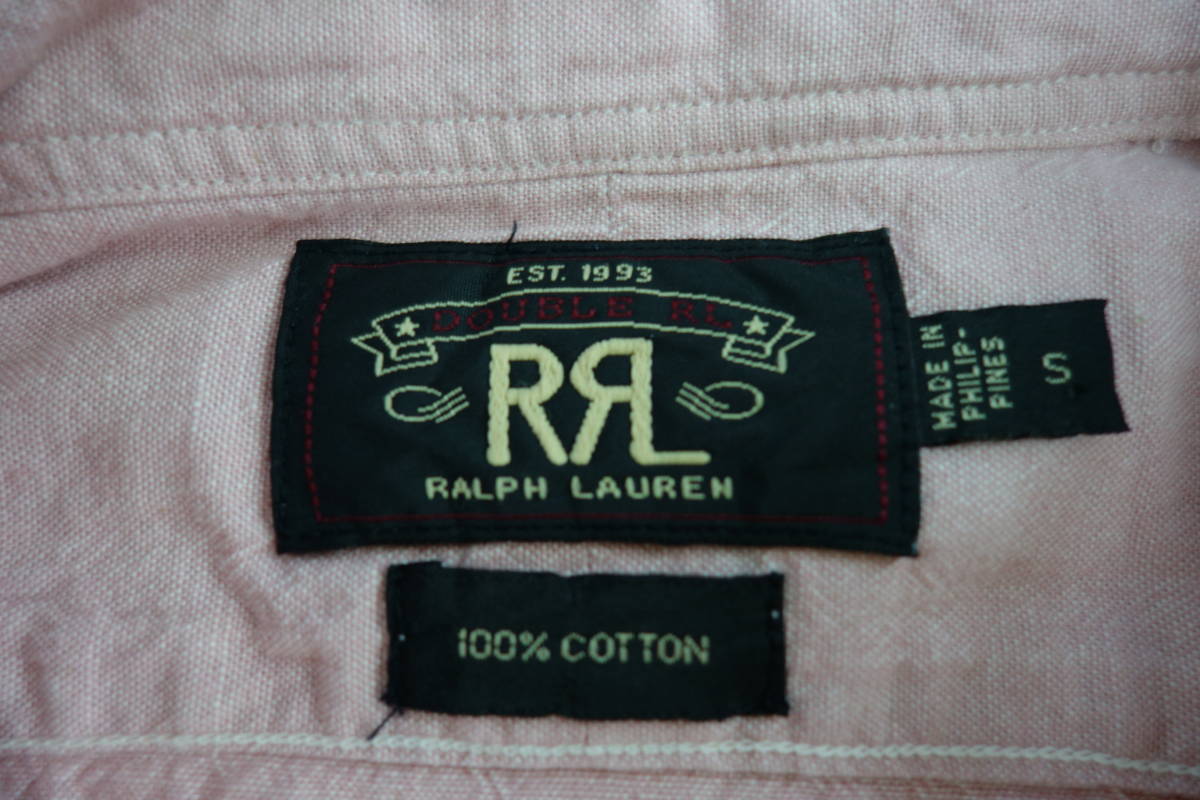 EST. 1993
DOUBLE RL
RRL
RALPH LAUREN
MADE IN
PHILIP-
PINES
S
100% COTTON